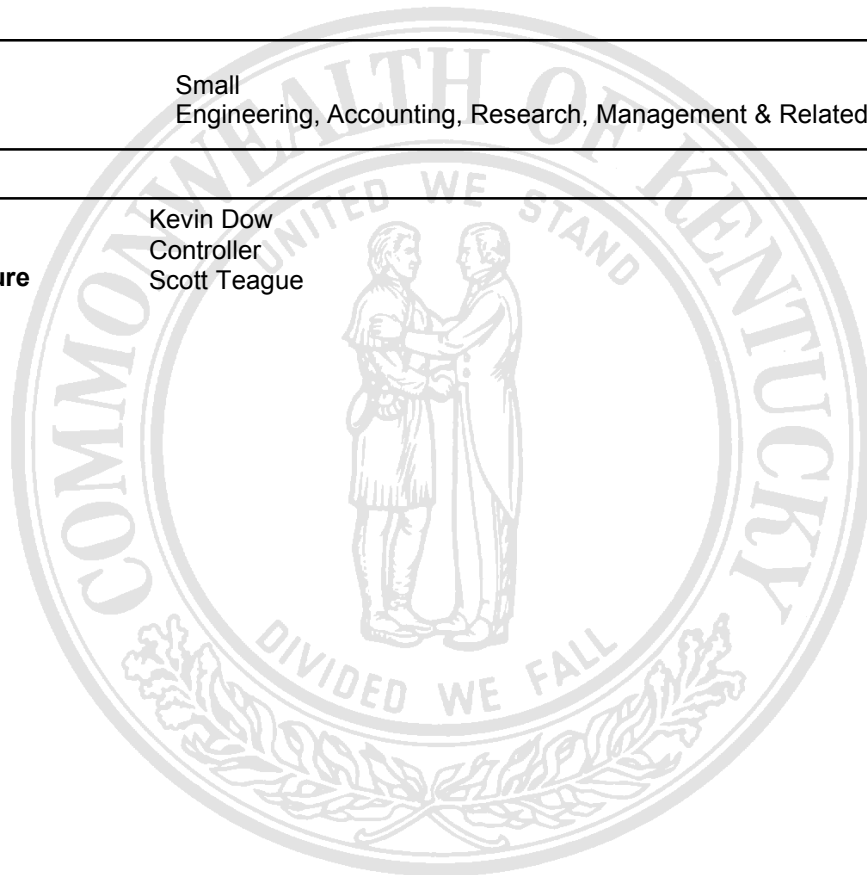 Small
Engineering, Accounting, Research, Management & Related
Kevin Dow
Controller
ure
Scott Teague
COMMONWEALTH OF KENTUCKY
UNITED WE STAND
DIVIDED WE FALL